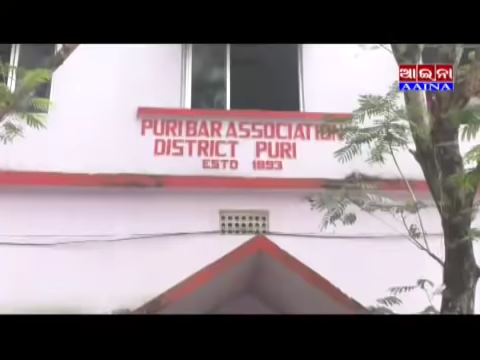 ଆଇନା
AAINA
PURI BAR ASSOCIATION
DISTRICT PURI
ESTD 1893